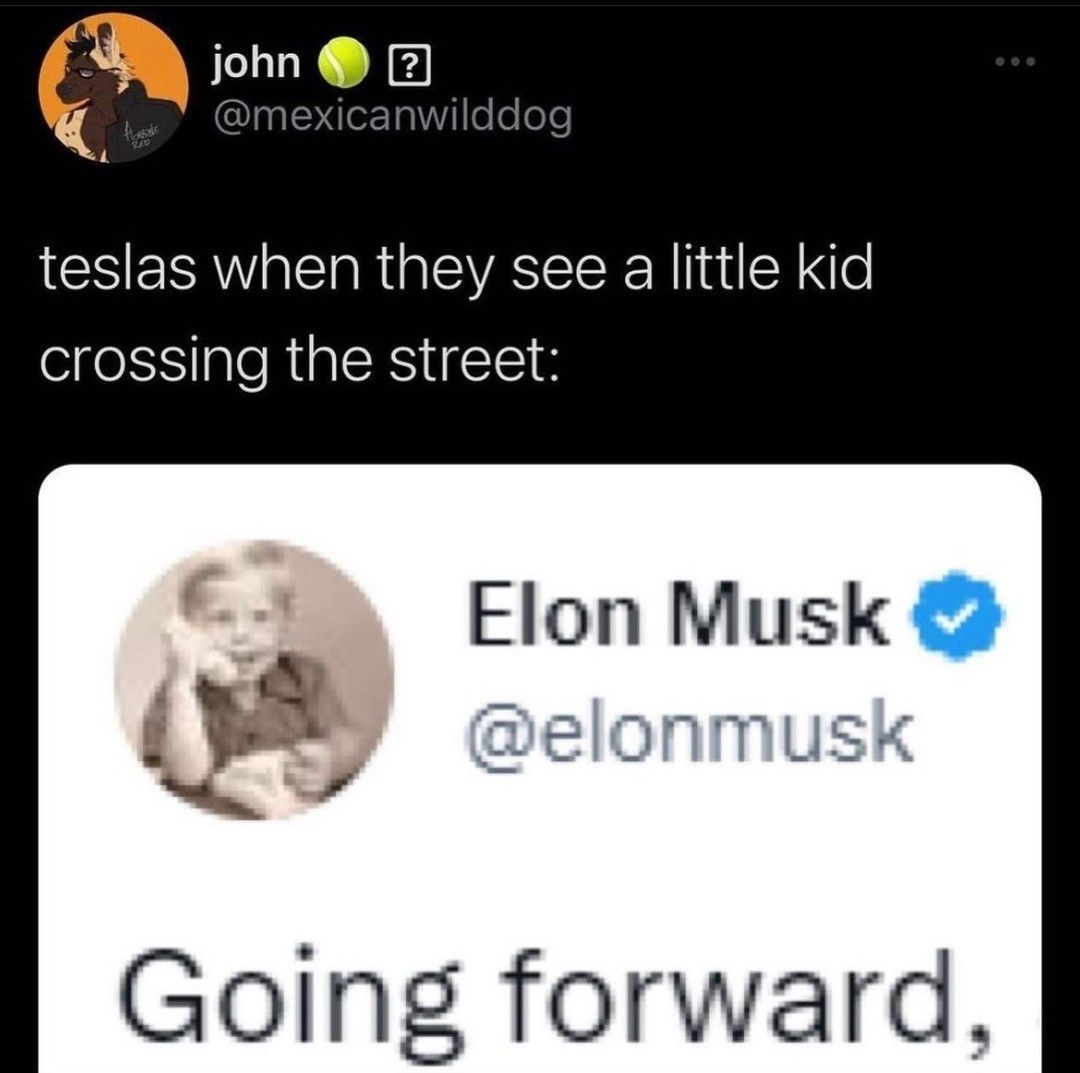 john 🎾 [?]
@mexicanwilddog
teslas when they see a little kid
crossing the street:
Elon Musk
@elonmusk
Going forward,